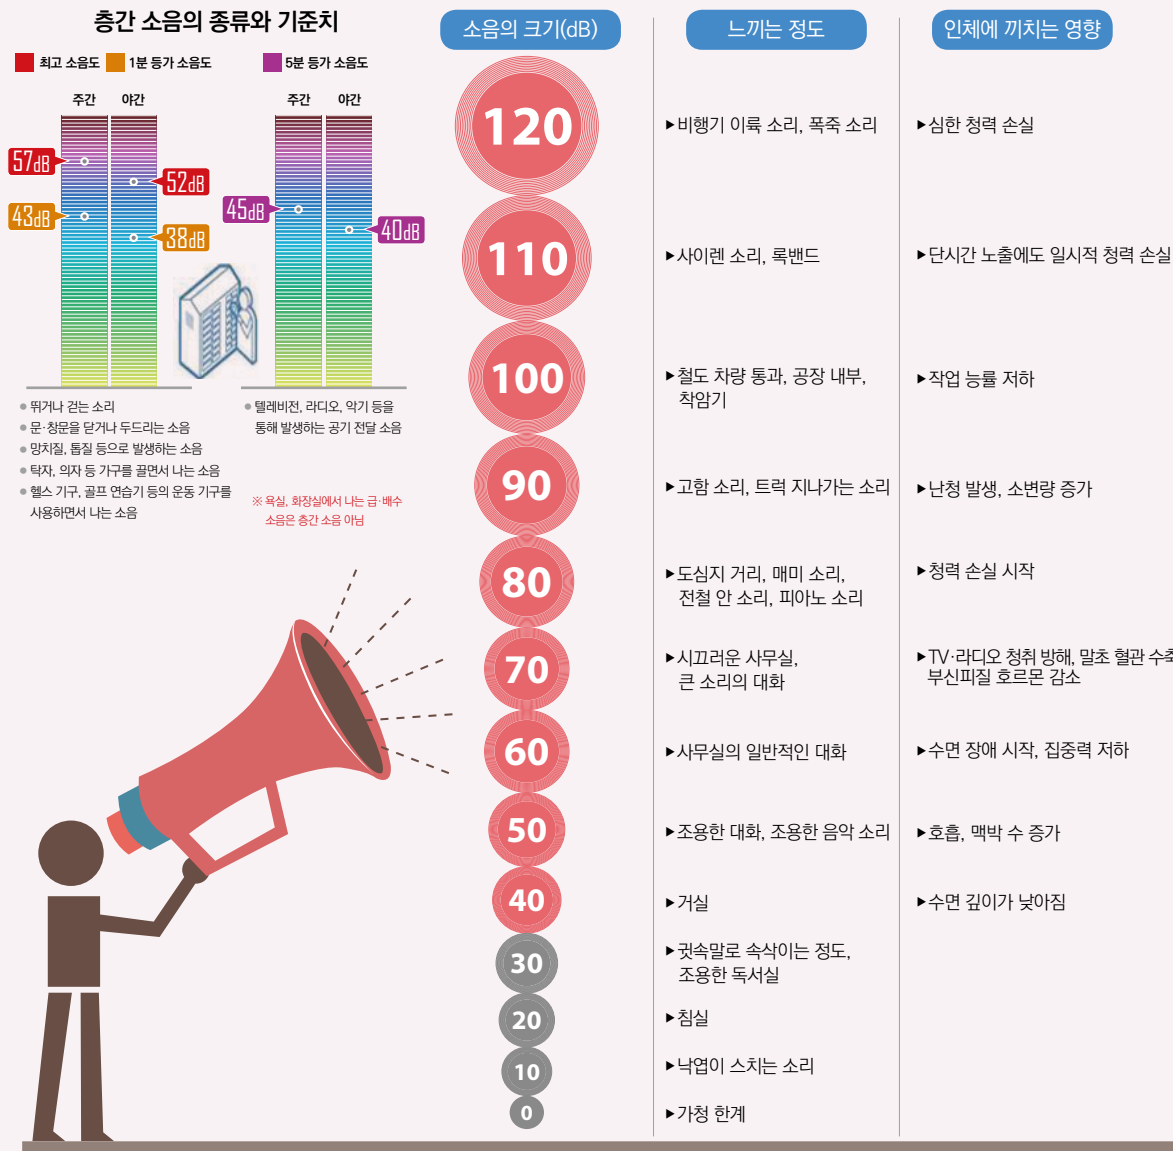 층간 소음의 종류와 기준치
최고 소음도 1분 등가 소음도 5분 등가 소음도
주간 야간 주간 야간
57dB
52dB
43dB
38dB
45dB
40dB
● 뛰거나 걷는 소리
● 문·창문을 닫거나 두드리는 소음
● 망치질, 톱질 등으로 발생하는 소음
● 탁자, 의자 등 가구를 끌면서 나는 소음
● 헬스 기구, 골프 연습기 등의 운동 기구를
사용하면서 나는 소음
● 텔레비전, 라디오, 악기 등을
통해 발생하는 공기 전달 소음
※ 욕실, 화장실에서 나는 급·배수
소음은 층간 소음 아님
소음의 크기(dB) 느끼는 정도 인체에 끼치는 영향
120 ▶비행기 이륙 소리, 폭죽 소리 ▶심한 청력 손실
110 ▶사이렌 소리, 록밴드 ▶단시간 노출에도 일시적 청력 손실
100 ▶철도 차량 통과, 공장 내부, ▶작업 능률 저하
착암기
90 ▶고함 소리, 트럭 지나가는 소리 ▶난청 발생, 소변량 증가
80 ▶도심지 거리, 매미 소리, ▶청력 손실 시작
전철 안 소리, 피아노 소리
70 ▶시끄러운 사무실, ▶TV·라디오 청취 방해, 말초 혈관 수축
큰 소리의 대화 부신피질 호르몬 감소
60 ▶사무실의 일반적인 대화 ▶수면 장애 시작, 집중력 저하
50 ▶조용한 대화, 조용한 음악 소리 ▶호흡, 맥박 수 증가
40 ▶거실 ▶수면 깊이가 낮아짐
30 ▶귓속말로 속삭이는 정도,
조용한 독서실
20 ▶침실
10 ▶낙엽이 스치는 소리
0 ▶가청 한계